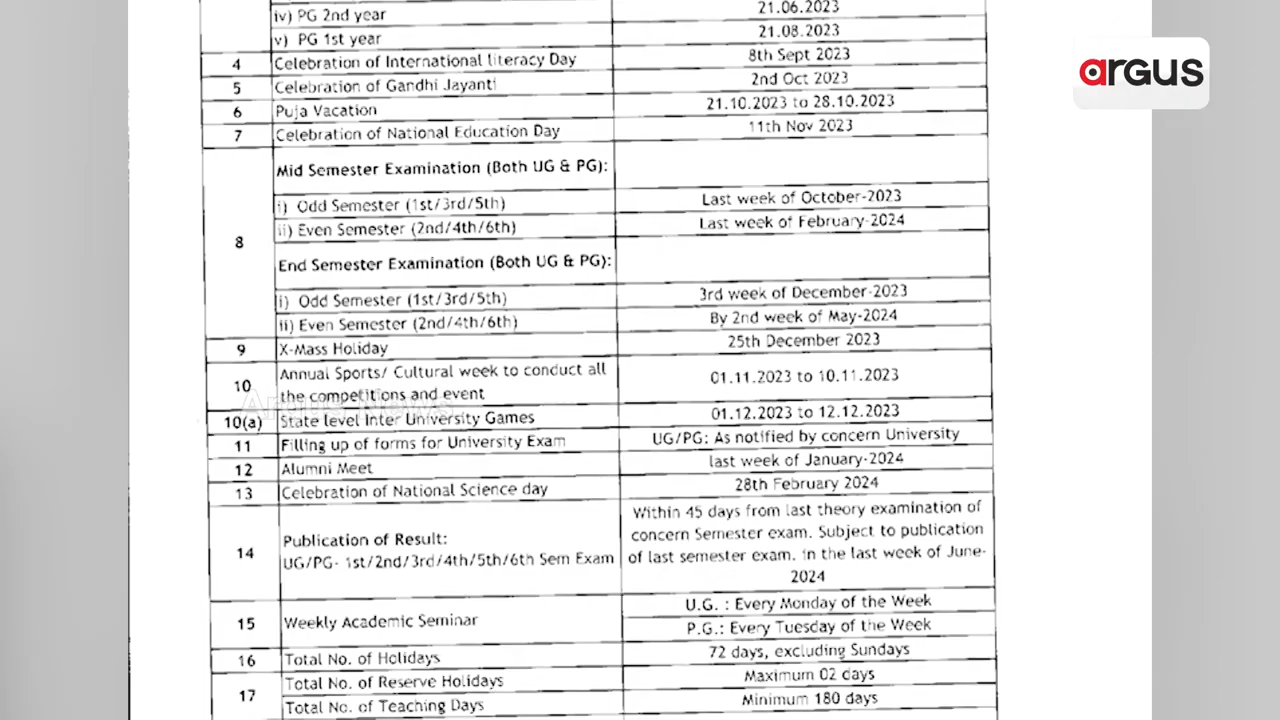 iv) PG 2nd year 21.06.2023
v) PG 1st year 21.08.2023
argus
4 Celebration of International literacy Day 8th Sept 2023
5 Celebration of Gandhi Jayanti 2nd Oct 2023
6 Puja Vacation 21.10.2023 to 28.10.2023
7 Celebration of National Education Day 11th Nov 2023
8
Mid Semester Examination (Both UG & PG):
i) Odd Semester (1st/3rd/5th) Last week of October-2023
ii) Even Semester (2nd/4th/6th) Last week of February-2024
End Semester Examination (Both UG & PG):
i) Odd Semester (1st/3rd/5th) 3rd week of December-2023
ii) Even Semester (2nd/4th/6th) By 2nd week of May-2024
9 X-Mass Holiday 25th December 2023
10 Annual Sports/ Cultural week to conduct all
the competitions and event 01.11.2023 to 10.11.2023
Argus News
10(a) State level Inter University Games 01.12.2023 to 12.12.2023
11 Filling up of forms for University Exam UG/PG: As notified by concern University
12 Alumni Meet last week of January-2024
13 Celebration of National Science day 28th February 2024
14 Publication of Result:
UG/PG- 1st/2nd/3rd/4th/5th/6th Sem Exam
Within 45 days from last theory examination of
concern Semester exam. Subject to publication
of last semester exam. in the last week of June-
2024
15 Weekly Academic Seminar
U.G. : Every Monday of the Week
P.G.: Every Tuesday of the Week
16 Total No. of Holidays 72 days, excluding Sundays
17 Total No. of Reserve Holidays Maximum 02 days
Total No. of Teaching Days Minimum 180 days